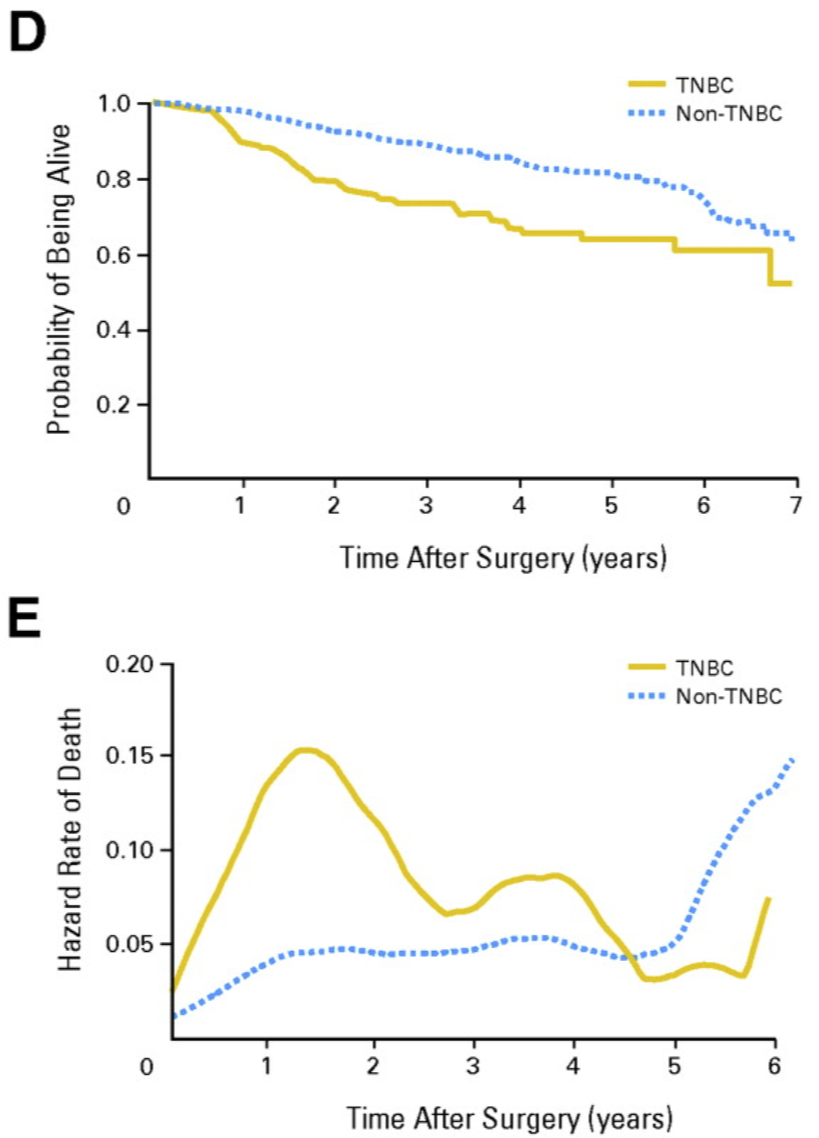 D
TNBC
Non-TNBC
1.0
0.8
0.6
0.4
0.2
0
1 2 3 4 5 6 7
Probability of Being Alive
Time After Surgery (years)
E
TNBC
Non-TNBC
0.20
0.15
0.10
0.05
0
1 2 3 4 5 6
Hazard Rate of Death
Time After Surgery (years)